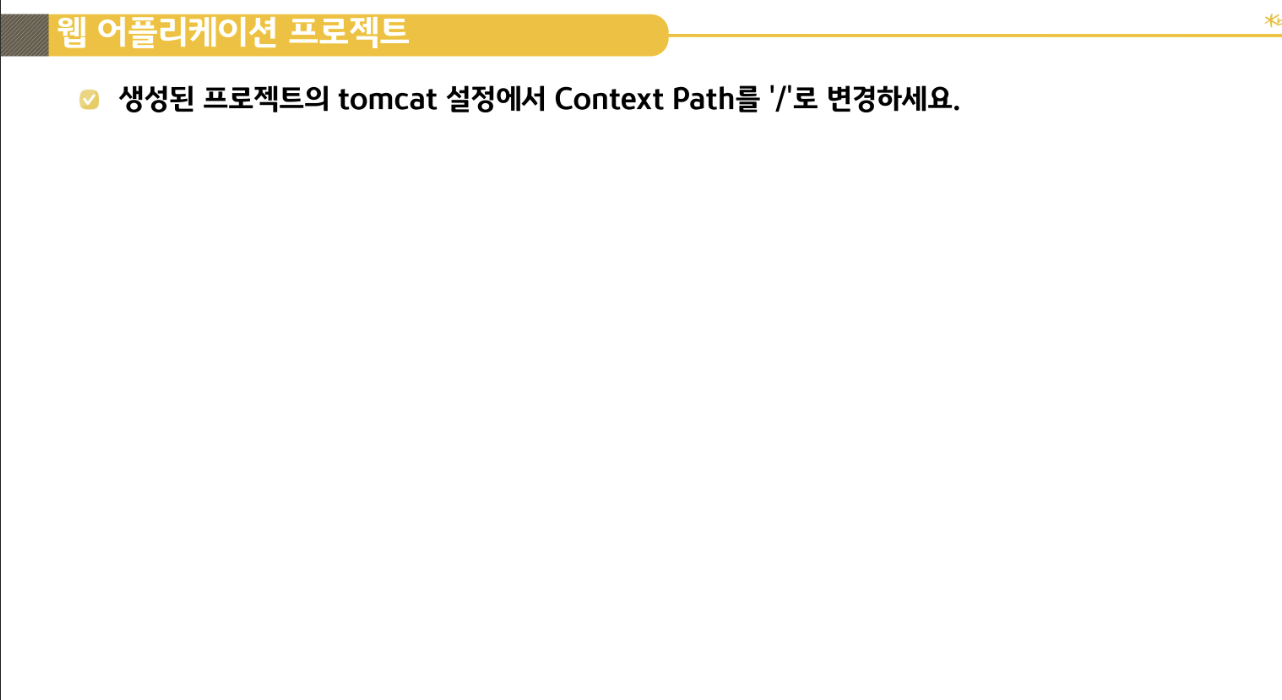 웹 어플리케이션 프로젝트
생성된 프로젝트의 tomcat 설정에서 Context Path를 '/'로 변경하세요.